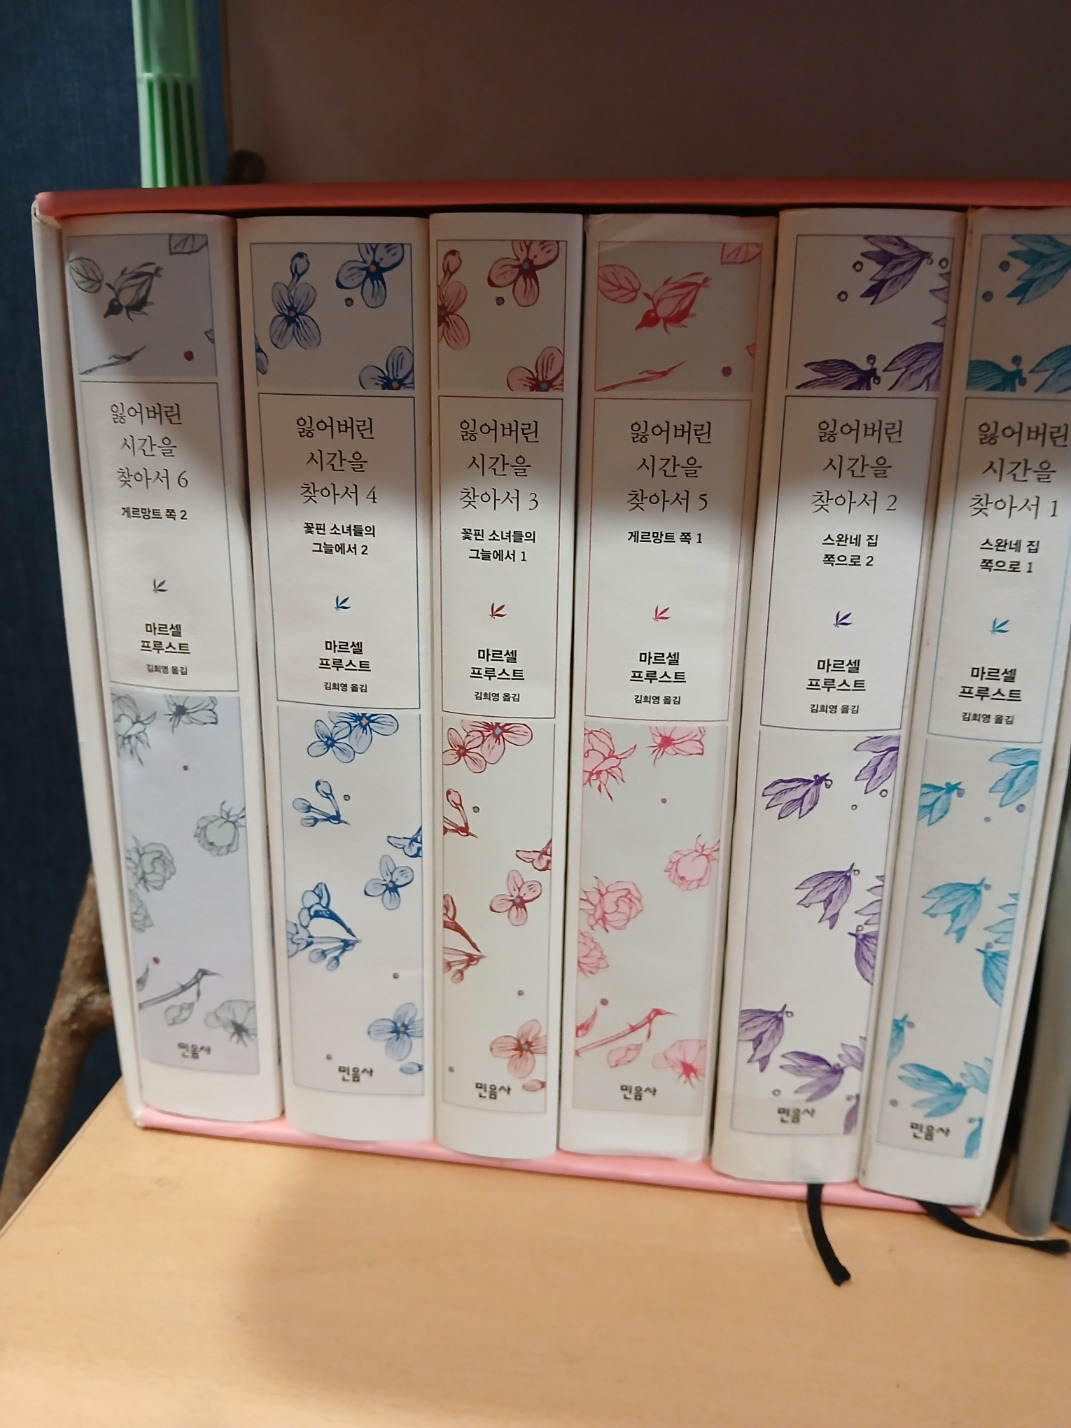 잃어버린
시간을
찾아서 6
게르망트 쪽 2
마르셀
프루스트
김희영 옮김
민음사
잃어버린
시간을
찾아서 4
꽃핀 소녀들의
그늘에서 2
마르셀
프루스트
김희영 옮김
민음사
잃어버린
시간을
찾아서 3
꽃핀 소녀들의
그늘에서 1
마르셀
프루스트
김희영 옮김
민음사
잃어버린
시간을
찾아서 5
게르망트 쪽 1
마르셀
프루스트
김희영 옮김
민음사
잃어버린
시간을
찾아서 2
스완네 집
쪽으로 2
마르셀
프루스트
김희영 옮김
민음사
잃어버린
시간을
찾아서 1
스완네 집
쪽으로 1
마르셀
프루스트
김희영 옮김
민음사